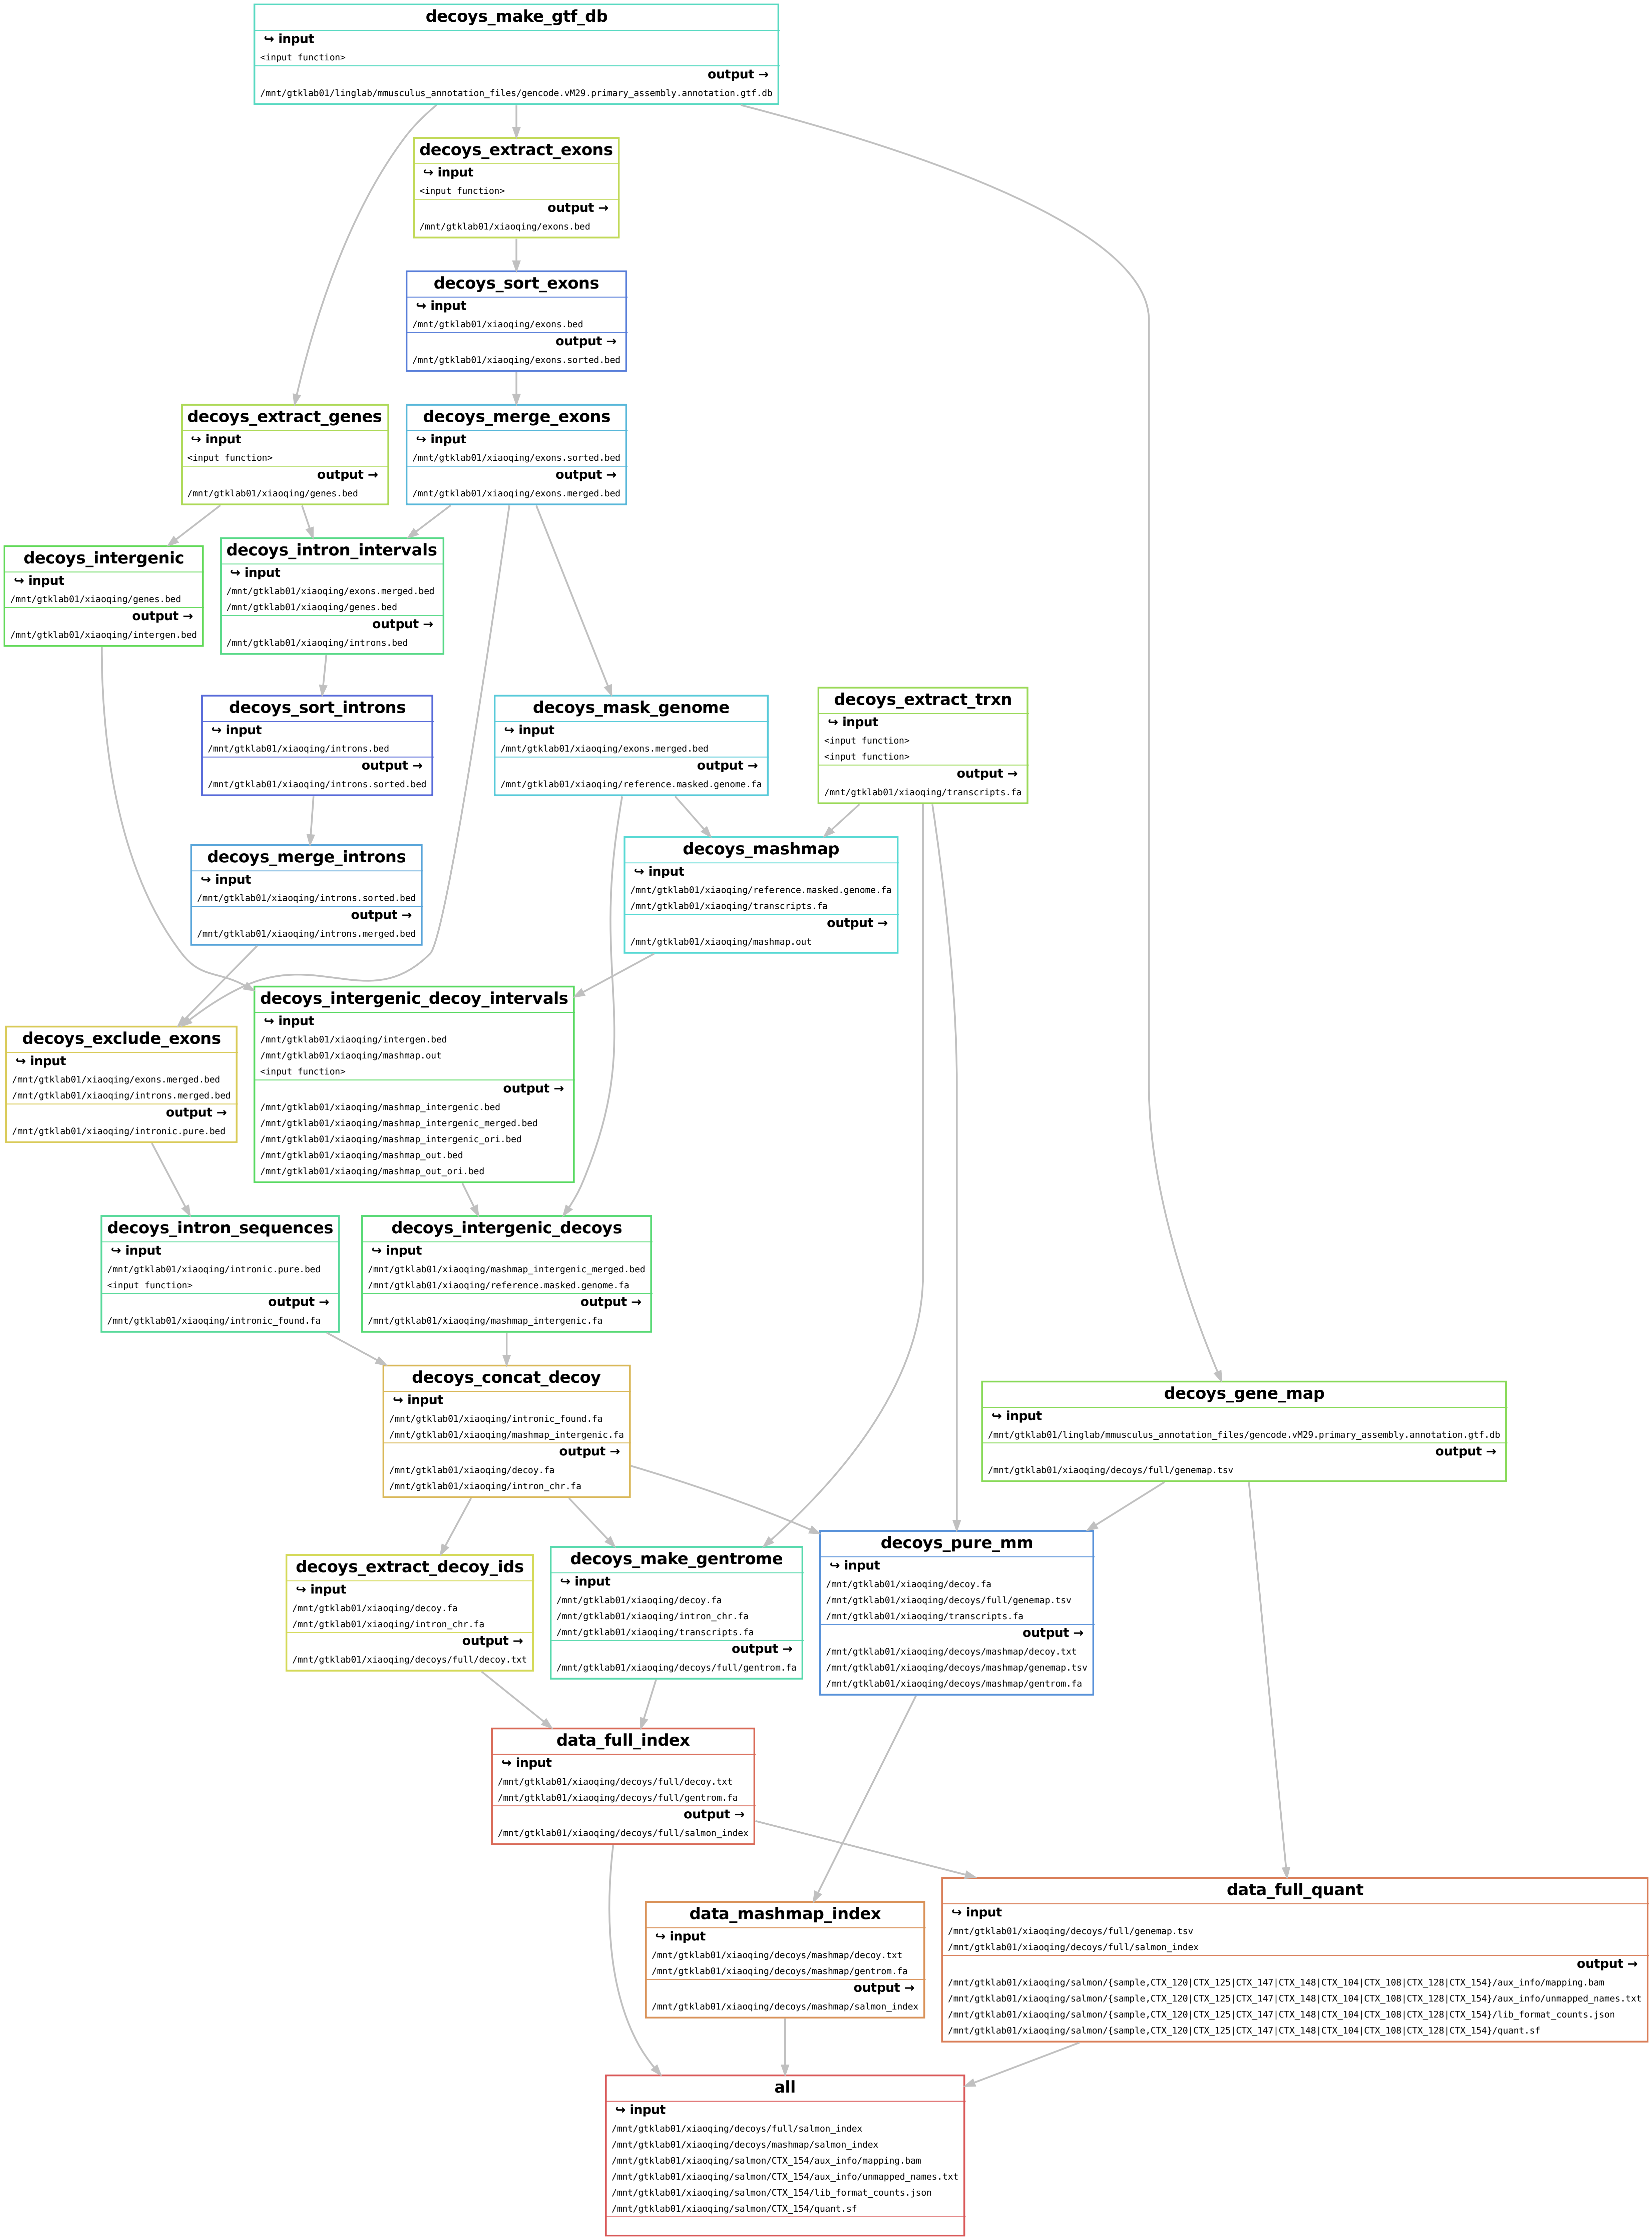 decoys_make_gtf_db
↪ input
<input function>
output →
/mnt/gtklab01/linglab/mmusculus_annotation_files/gencode.vM29.primary_assembly.annotation.gtf.db
decoys_extract_exons
↪ input
<input function>
output →
/mnt/gtklab01/xiaoqing/exons.bed
decoys_sort_exons
↪ input
/mnt/gtklab01/xiaoqing/exons.bed
output →
/mnt/gtklab01/xiaoqing/exons.sorted.bed
decoys_extract_genes
↪ input
<input function>
output →
/mnt/gtklab01/xiaoqing/genes.bed
decoys_merge_exons
↪ input
/mnt/gtklab01/xiaoqing/exons.sorted.bed
output →
/mnt/gtklab01/xiaoqing/exons.merged.bed
decoys_intergenic
↪ input
/mnt/gtklab01/xiaoqing/genes.bed
output →
/mnt/gtklab01/xiaoqing/intergen.bed
decoys_intron_intervals
↪ input
/mnt/gtklab01/xiaoqing/exons.merged.bed
/mnt/gtklab01/xiaoqing/genes.bed
output →
/mnt/gtklab01/xiaoqing/introns.bed
decoys_sort_introns
↪ input
/mnt/gtklab01/xiaoqing/introns.bed
output →
/mnt/gtklab01/xiaoqing/introns.sorted.bed
decoys_mask_genome
↪ input
/mnt/gtklab01/xiaoqing/exons.merged.bed
output →
/mnt/gtklab01/xiaoqing/reference.masked.genome.fa
decoys_extract_trxn
↪ input
<input function>
<input function>
output →
/mnt/gtklab01/xiaoqing/transcripts.fa
decoys_merge_introns
↪ input
/mnt/gtklab01/xiaoqing/introns.sorted.bed
output →
/mnt/gtklab01/xiaoqing/introns.merged.bed
decoys_mashmap
↪ input
/mnt/gtklab01/xiaoqing/reference.masked.genome.fa
/mnt/gtklab01/xiaoqing/transcripts.fa
output →
/mnt/gtklab01/xiaoqing/mashmap.out
decoys_exclude_exons
↪ input
/mnt/gtklab01/xiaoqing/exons.merged.bed
/mnt/gtklab01/xiaoqing/introns.merged.bed
output →
/mnt/gtklab01/xiaoqing/intronic.pure.bed
decoys_intergenic_decoy_intervals
↪ input
/mnt/gtklab01/xiaoqing/intergen.bed
/mnt/gtklab01/xiaoqing/mashmap.out
<input function>
output →
/mnt/gtklab01/xiaoqing/mashmap_intergenic.bed
/mnt/gtklab01/xiaoqing/mashmap_intergenic_merged.bed
/mnt/gtklab01/xiaoqing/mashmap_intergenic_ori.bed
/mnt/gtklab01/xiaoqing/mashmap_out.bed
/mnt/gtklab01/xiaoqing/mashmap_out_ori.bed
decoys_intron_sequences
↪ input
/mnt/gtklab01/xiaoqing/intronic.pure.bed
<input function>
output →
/mnt/gtklab01/xiaoqing/intronic_found.fa
decoys_intergenic_decoys
↪ input
/mnt/gtklab01/xiaoqing/mashmap_intergenic_merged.bed
/mnt/gtklab01/xiaoqing/reference.masked.genome.fa
output →
/mnt/gtklab01/xiaoqing/mashmap_intergenic.fa
decoys_concat_decoy
↪ input
/mnt/gtklab01/xiaoqing/intronic_found.fa
/mnt/gtklab01/xiaoqing/mashmap_intergenic.fa
output →
/mnt/gtklab01/xiaoqing/decoy.fa
/mnt/gtklab01/xiaoqing/intron_chr.fa
decoys_gene_map
↪ input
/mnt/gtklab01/linglab/mmusculus_annotation_files/gencode.vM29.primary_assembly.annotation.gtf.db
output →
/mnt/gtklab01/xiaoqing/decoys/full/genemap.tsv
decoys_extract_decoy_ids
↪ input
/mnt/gtklab01/xiaoqing/decoy.fa
/mnt/gtklab01/xiaoqing/intron_chr.fa
output →
/mnt/gtklab01/xiaoqing/decoys/full/decoy.txt
decoys_make_gentrome
↪ input
/mnt/gtklab01/xiaoqing/decoy.fa
/mnt/gtklab01/xiaoqing/intron_chr.fa
/mnt/gtklab01/xiaoqing/transcripts.fa
output →
/mnt/gtklab01/xiaoqing/decoys/full/gentrom.fa
decoys_pure_mm
↪ input
/mnt/gtklab01/xiaoqing/decoy.fa
/mnt/gtklab01/xiaoqing/decoys/full/genemap.tsv
/mnt/gtklab01/xiaoqing/transcripts.fa
output →
/mnt/gtklab01/xiaoqing/decoys/mashmap/decoy.txt
/mnt/gtklab01/xiaoqing/decoys/mashmap/genemap.tsv
/mnt/gtklab01/xiaoqing/decoys/mashmap/gentrom.fa
data_full_index
↪ input
/mnt/gtklab01/xiaoqing/decoys/full/decoy.txt
/mnt/gtklab01/xiaoqing/decoys/full/gentrom.fa
output →
/mnt/gtklab01/xiaoqing/decoys/full/salmon_index
data_mashmap_index
↪ input
/mnt/gtklab01/xiaoqing/decoys/mashmap/decoy.txt
/mnt/gtklab01/xiaoqing/decoys/mashmap/gentrom.fa
output →
/mnt/gtklab01/xiaoqing/decoys/mashmap/salmon_index
data_full_quant
↪ input
/mnt/gtklab01/xiaoqing/decoys/full/genemap.tsv
/mnt/gtklab01/xiaoqing/decoys/full/salmon_index
output →
/mnt/gtklab01/xiaoqing/salmon/{sample,CTX_120|CTX_125|CTX_147|CTX_148|CTX_104|CTX_108|CTX_128|CTX_154}/aux_info/mapping.bam
/mnt/gtklab01/xiaoqing/salmon/{sample,CTX_120|CTX_125|CTX_147|CTX_148|CTX_104|CTX_108|CTX_128|CTX_154}/aux_info/unmapped_names.txt
/mnt/gtklab01/xiaoqing/salmon/{sample,CTX_120|CTX_125|CTX_147|CTX_148|CTX_104|CTX_108|CTX_128|CTX_154}/lib_format_counts.json
/mnt/gtklab01/xiaoqing/salmon/{sample,CTX_120|CTX_125|CTX_147|CTX_148|CTX_104|CTX_108|CTX_128|CTX_154}/quant.sf
all
↪ input
/mnt/gtklab01/xiaoqing/decoys/full/salmon_index
/mnt/gtklab01/xiaoqing/decoys/mashmap/salmon_index
/mnt/gtklab01/xiaoqing/salmon/CTX_154/aux_info/mapping.bam
/mnt/gtklab01/xiaoqing/salmon/CTX_154/aux_info/unmapped_names.txt
/mnt/gtklab01/xiaoqing/salmon/CTX_154/lib_format_counts.json
/mnt/gtklab01/xiaoqing/salmon/CTX_154/quant.sf